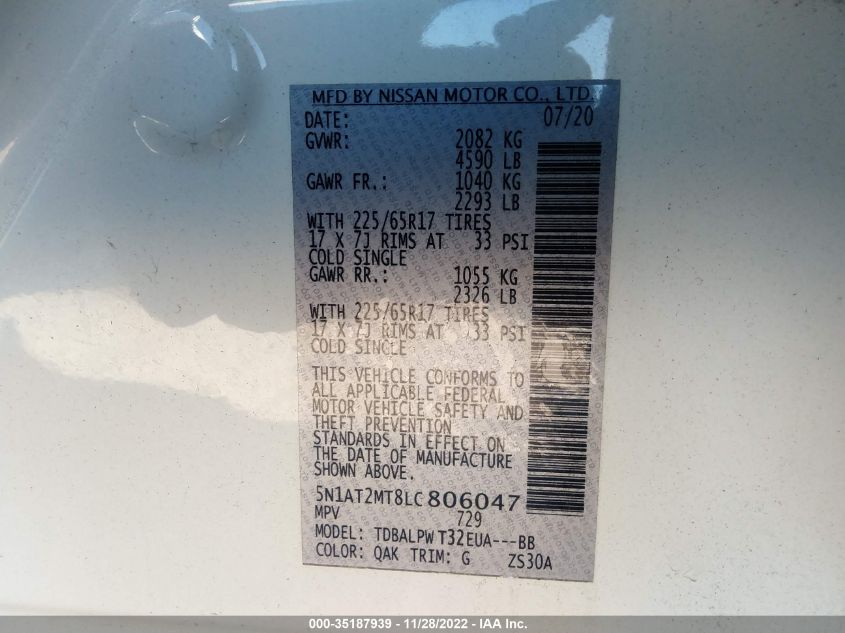 MFD BY NISSAN MOTOR CO., LTD.
DATE: 07/20
GVWR: 2082 KG
4590 LB
GAWR FR.: 1040 KG
2293 LB
WITH 225/65R17 TIRES
17 X 7J RIMS AT 33 PSI
COLD SINGLE
GAWR RR.: 1055 KG
2326 LB
WITH 225/65R17 TIRES
17 X 7J RIMS AT 33 PSI
COLD SINGLE
THIS VEHICLE CONFORMS TO
ALL APPLICABLE FEDERAL
MOTOR VEHICLE SAFETY AND
THEFT PREVENTION
STANDARDS IN EFFECT ON
THE DATE OF MANUFACTURE
SHOWN ABOVE.
5N1AT2MT8LC806047
MPV 729
MODEL: TDBALPW T32EUA---BB
COLOR: QAK TRIM: G ZS30A
000-35187939 - 11/28/2022 - IAA Inc.